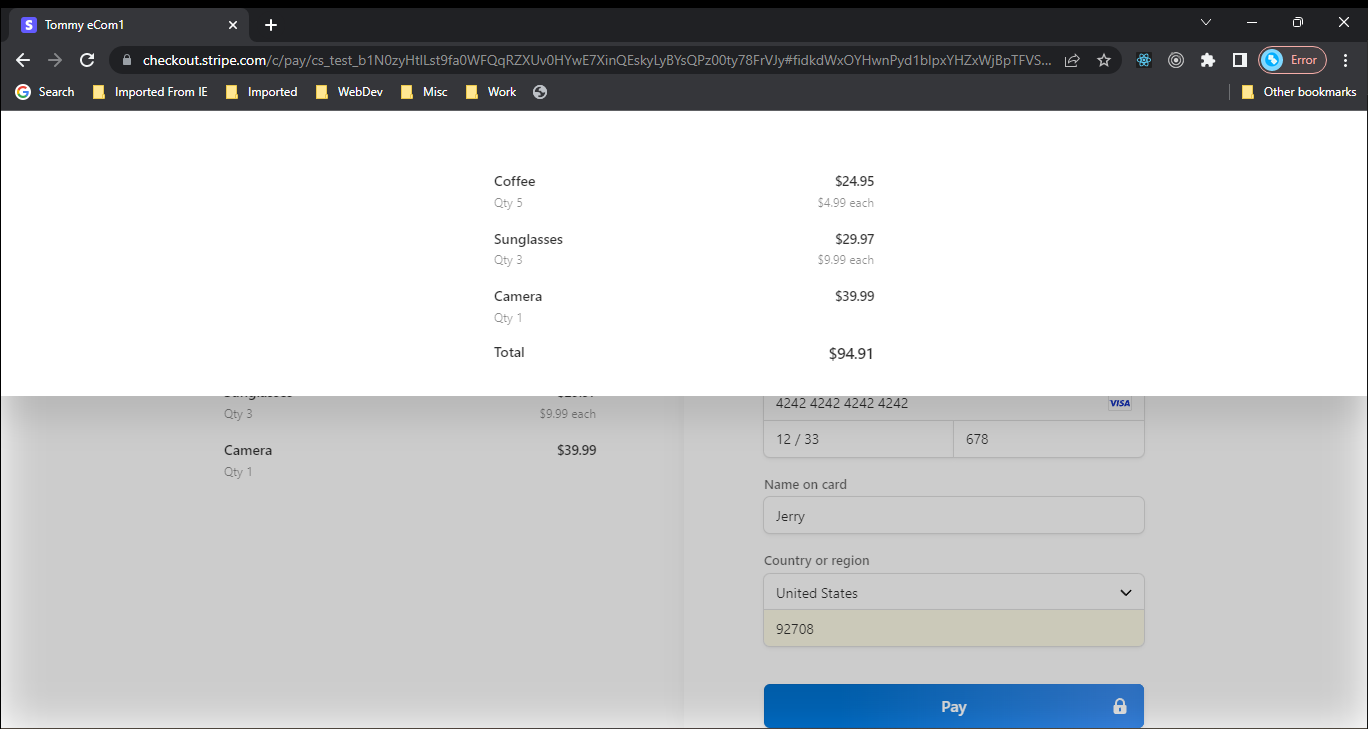 Tommy eCom1
checkout.stripe.com/c/pay/cs_test_b1N0zyHtILst9fa0WFQqRZXUv0HYwE7XinQEskyLyBYsQPz00ty78FrVJy#fidkdWxOYHwnPyd1blpxYHZxWjBpTFVS...
Error
Search
Imported From IE
Imported
WebDev
Misc
Work
Other bookmarks
Coffee $24.95
Qty 5 $4.99 each
Sunglasses $29.97
Qty 3 $9.99 each
Camera $39.99
Qty 1
Total $94.91
Qty 3 $9.99 each
Camera $39.99
Qty 1
4242 4242 4242 4242 VISA
12 / 33 678
Name on card
Jerry
Country or region
United States
92708
Pay